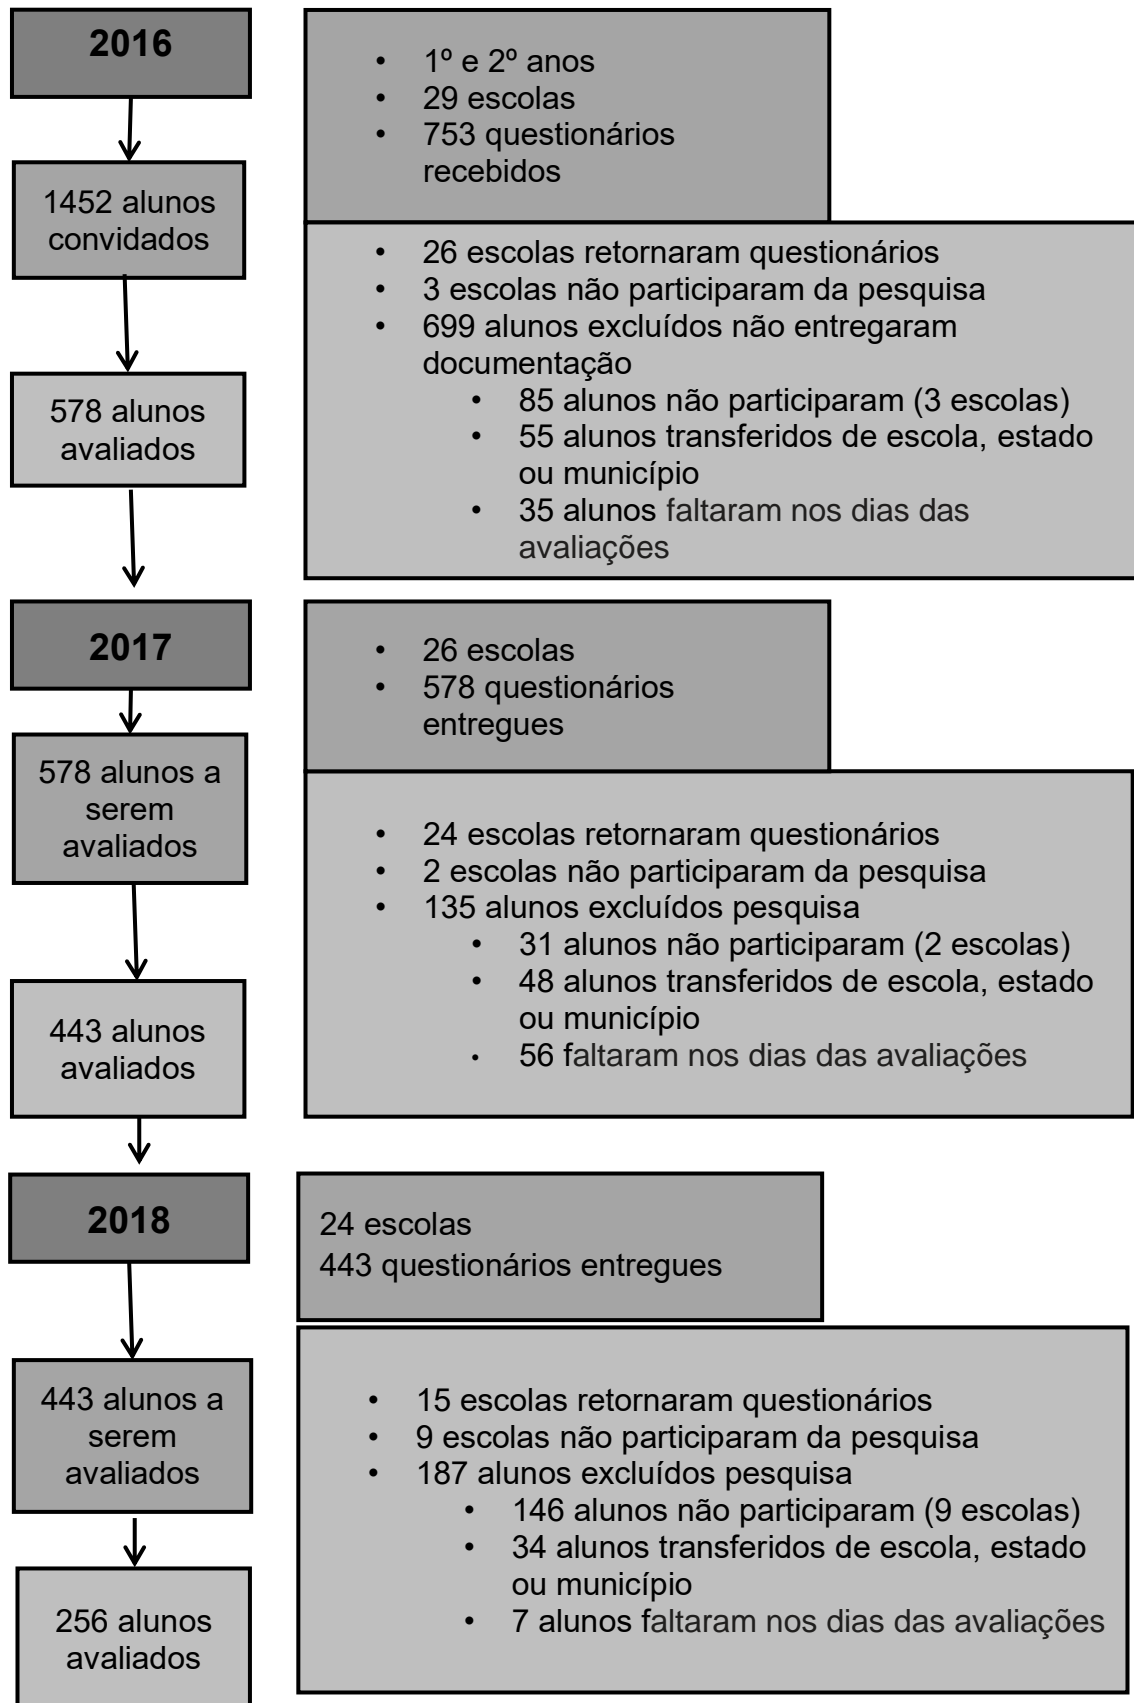 2016
• 1º e 2º anos
• 29 escolas
• 753 questionários
recebidos
1452 alunos
convidados
• 26 escolas retornaram questionários
• 3 escolas não participaram da pesquisa
• 699 alunos excluídos não entregaram
documentação
• 85 alunos não participaram (3 escolas)
• 55 alunos transferidos de escola, estado
ou município
• 35 alunos faltaram nos dias das
avaliações
578 alunos
avaliados
2017
• 26 escolas
• 578 questionários
entregues
578 alunos a
serem
avaliados
• 24 escolas retornaram questionários
• 2 escolas não participaram da pesquisa
• 135 alunos excluídos pesquisa
• 31 alunos não participaram (2 escolas)
• 48 alunos transferidos de escola, estado
ou município
• 56 faltaram nos dias das avaliações
443 alunos
avaliados
2018
24 escolas
443 questionários entregues
443 alunos a
serem
avaliados
• 15 escolas retornaram questionários
• 9 escolas não participaram da pesquisa
• 187 alunos excluídos pesquisa
• 146 alunos não participaram (9 escolas)
• 34 alunos transferidos de escola, estado
ou município
• 7 alunos faltaram nos dias das avaliações
256 alunos
avaliados